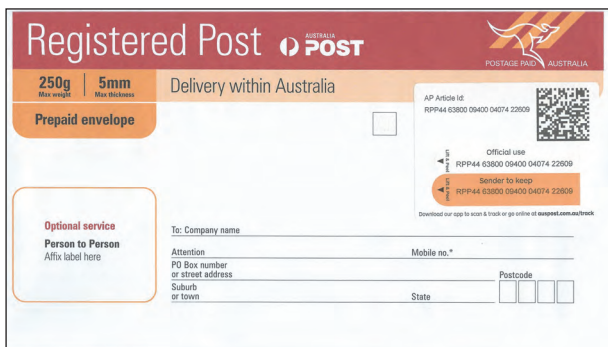 Registered Post AUSTRALIA POST
POSTAGE PAID AUSTRALIA
250g Max weight 5mm Max thickness
Delivery within Australia
Prepaid envelope
AP Article Id:
RPP44 63800 09400 04074 22609
Lift & Peel
Official use
RPP44 63800 09400 04074 22609
Lift & Peel
Sender to keep
RPP44 63800 09400 04074 22609
Download our app to scan & track or go online at auspost.com.au/track
Optional service
Person to Person
Affix label here
To: Company name
Attention
Mobile no.*
PO Box number
or street address
Postcode
Suburb
or town
State